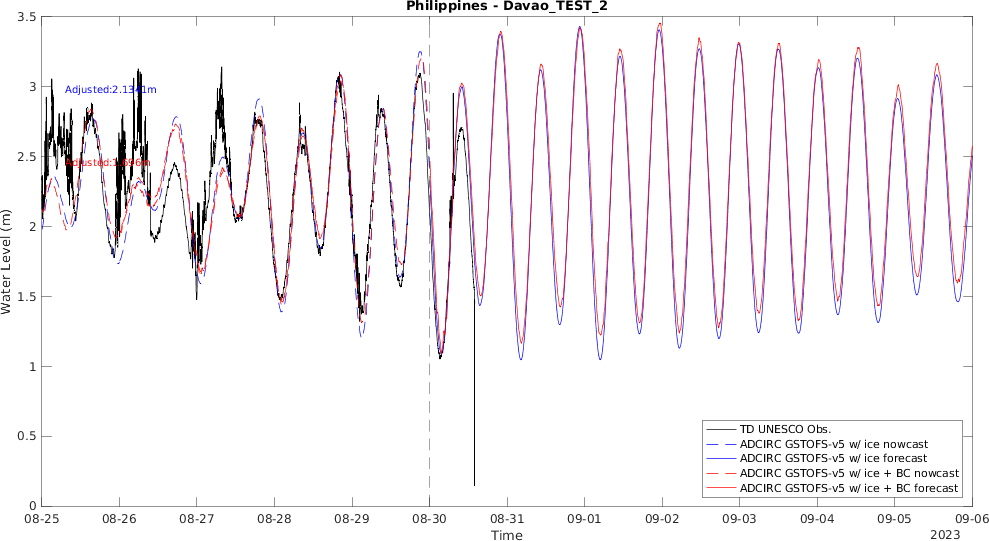 Philippines - Davao_TEST_2
3.5
3
2.5
2
1.5
1
0.5
0
Water Level (m)
Adjusted:2.1341m
08-25
08-26
08-27
08-28
08-29
08-30
08-31
09-01
09-02
09-03
09-04
09-05
09-06
Time
2023
TD UNESCO Obs.
ADCIRC GSTOFS-v5 w/ ice nowcast
ADCIRC GSTOFS-v5 w/ ice forecast
ADCIRC GSTOFS-v5 w/ ice + BC nowcast
ADCIRC GSTOFS-v5 w/ ice + BC forecast